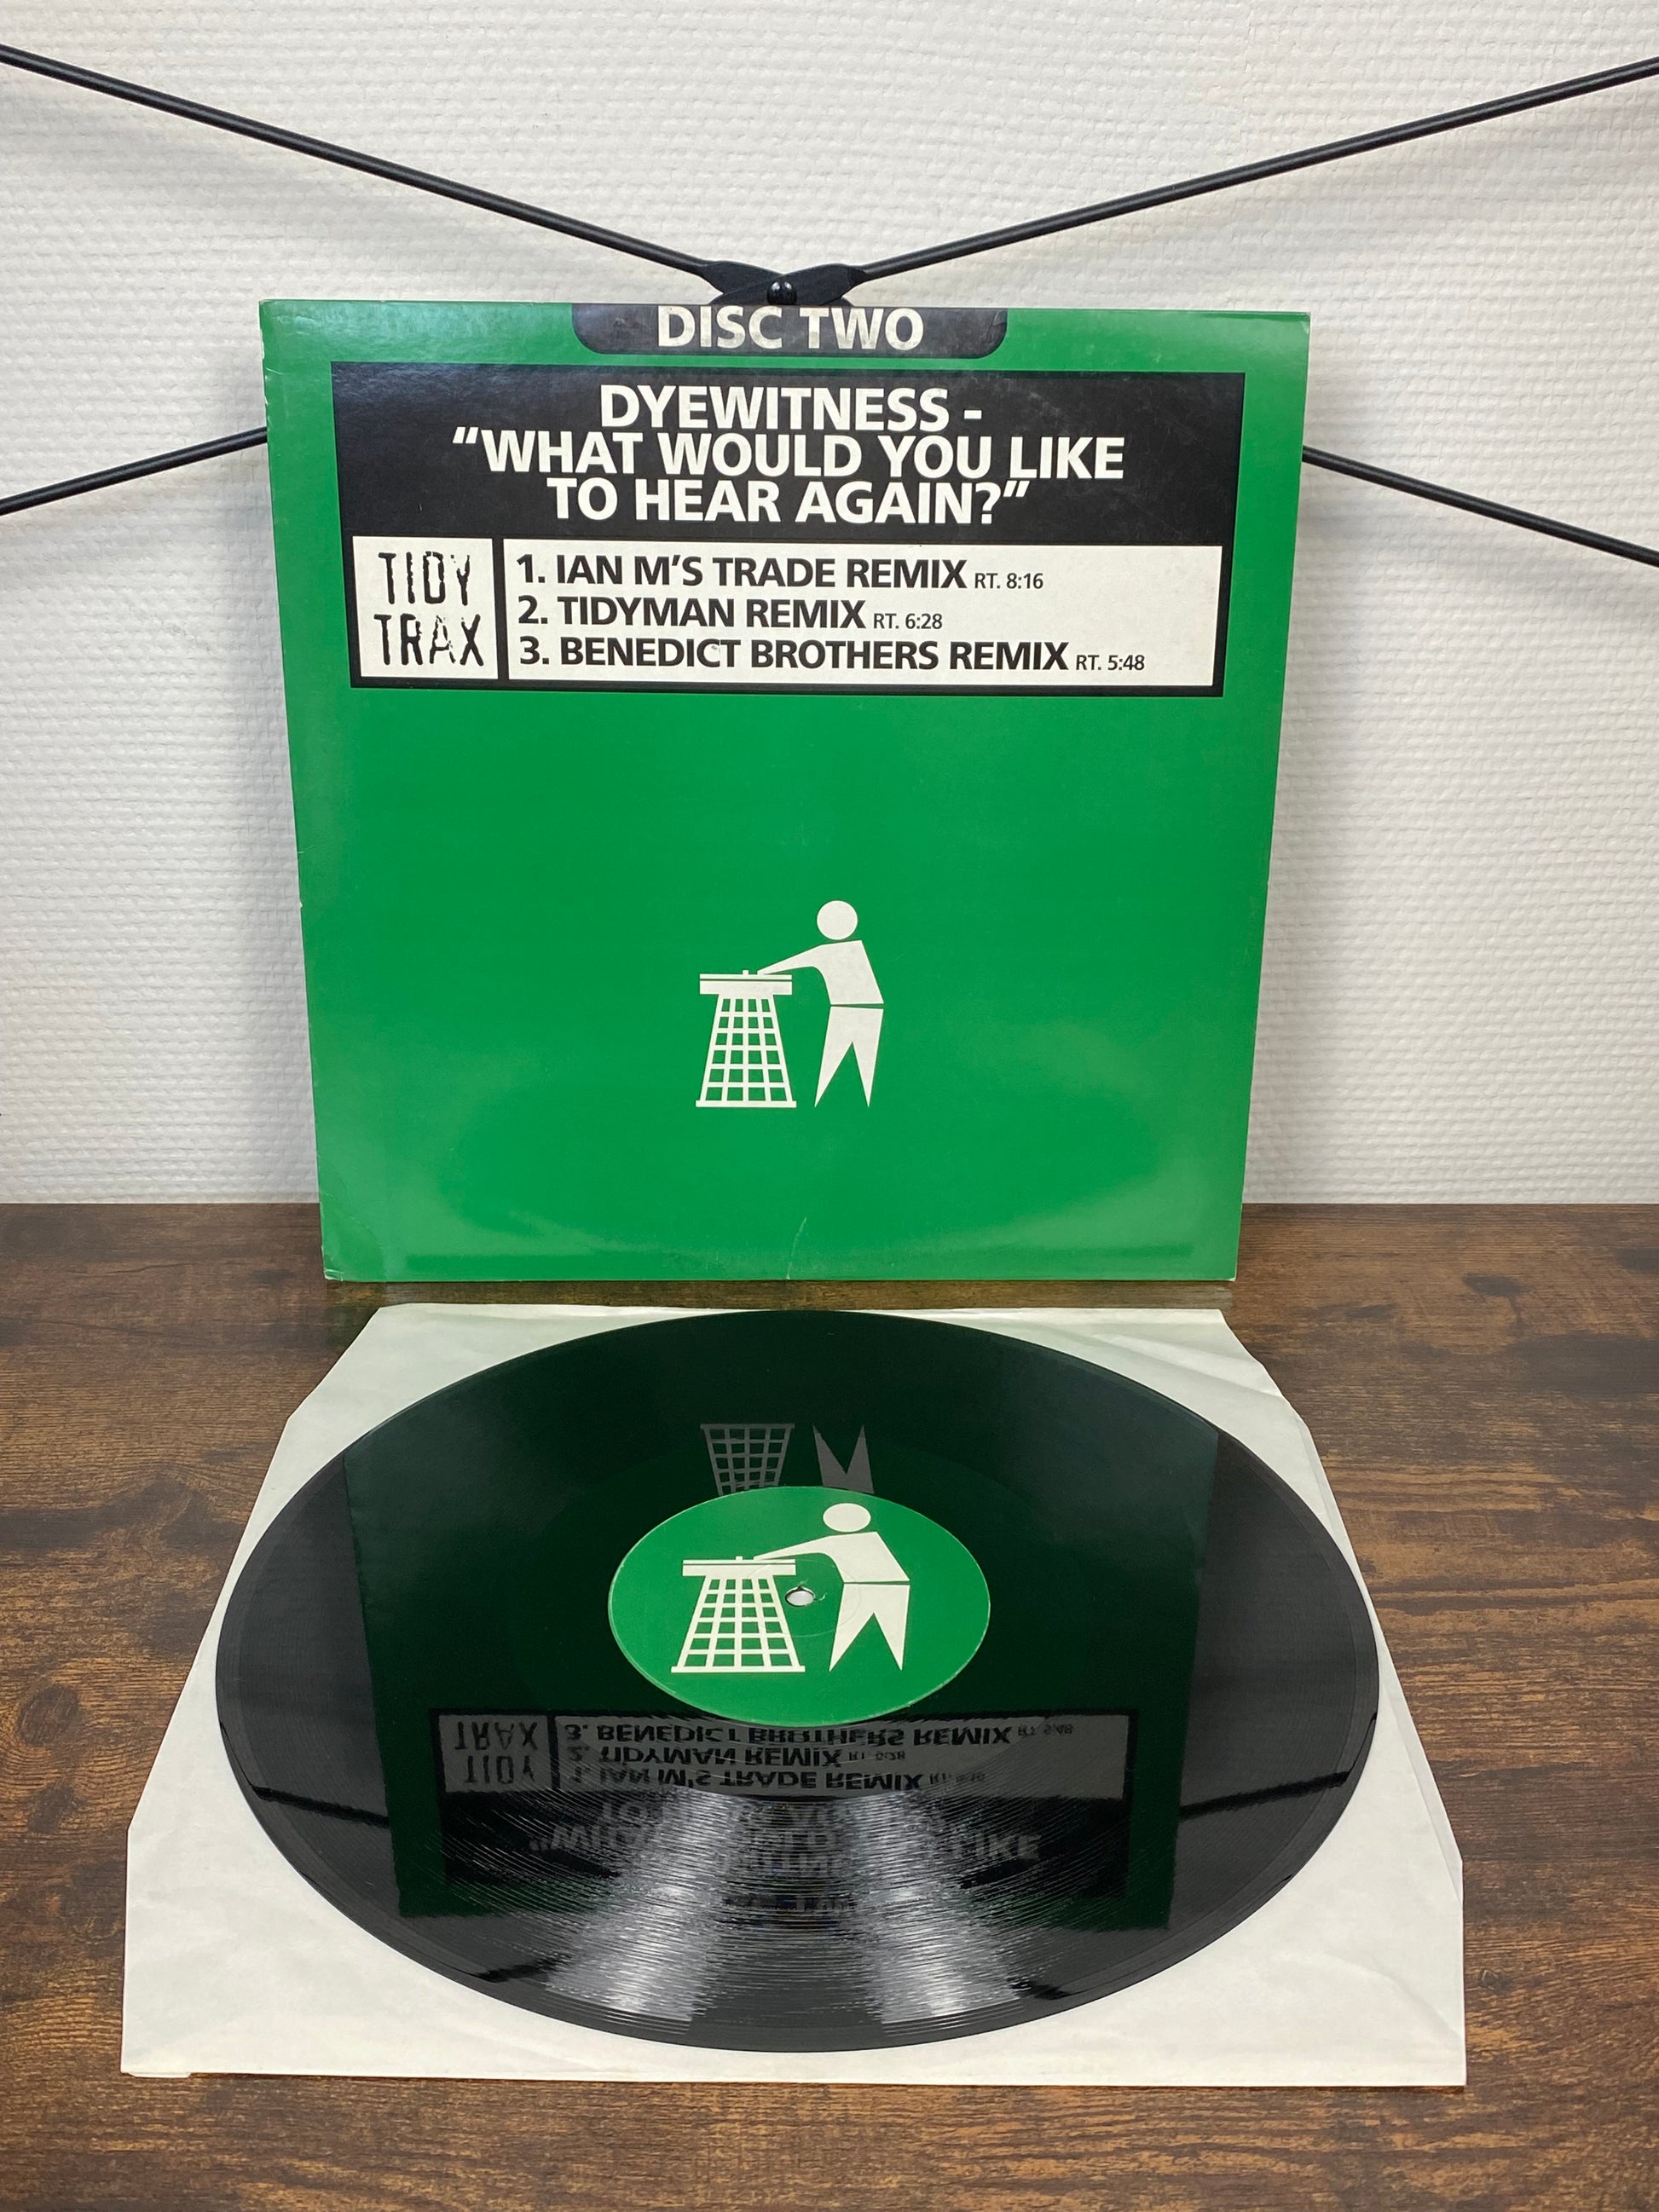 DISC TWO
DYEWITNESS -
“WHAT WOULD YOU LIKE
TO HEAR AGAIN?”
TIDY
TRAX
1. IAN M'S TRADE REMIX RT. 8:16
2. TIDYMAN REMIX RT. 6:28
3. BENEDICT BROTHERS REMIX RT. 5:48